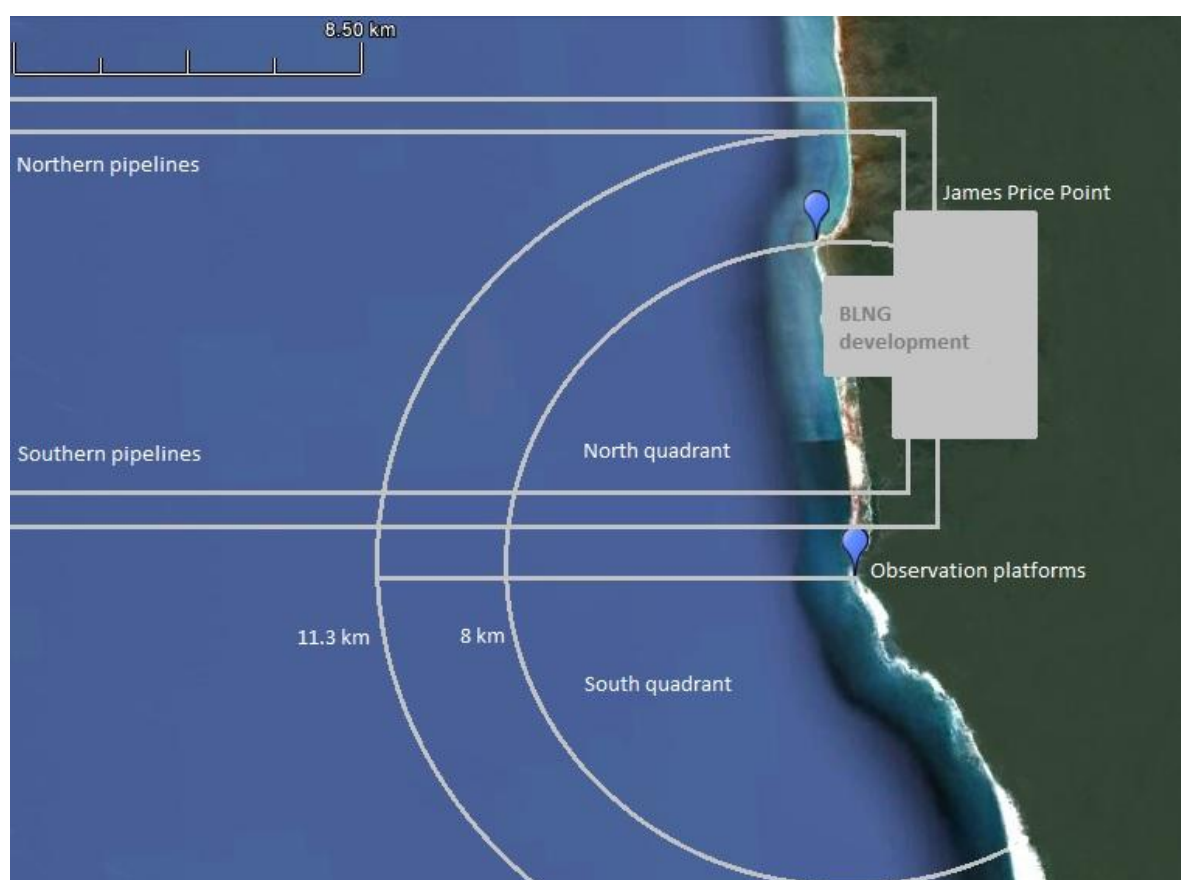 8.50 km
Northern pipelines
James Price Point
BLNG
development
Southern pipelines
North quadrant
Observation platforms
11.3 km
8 km
South quadrant